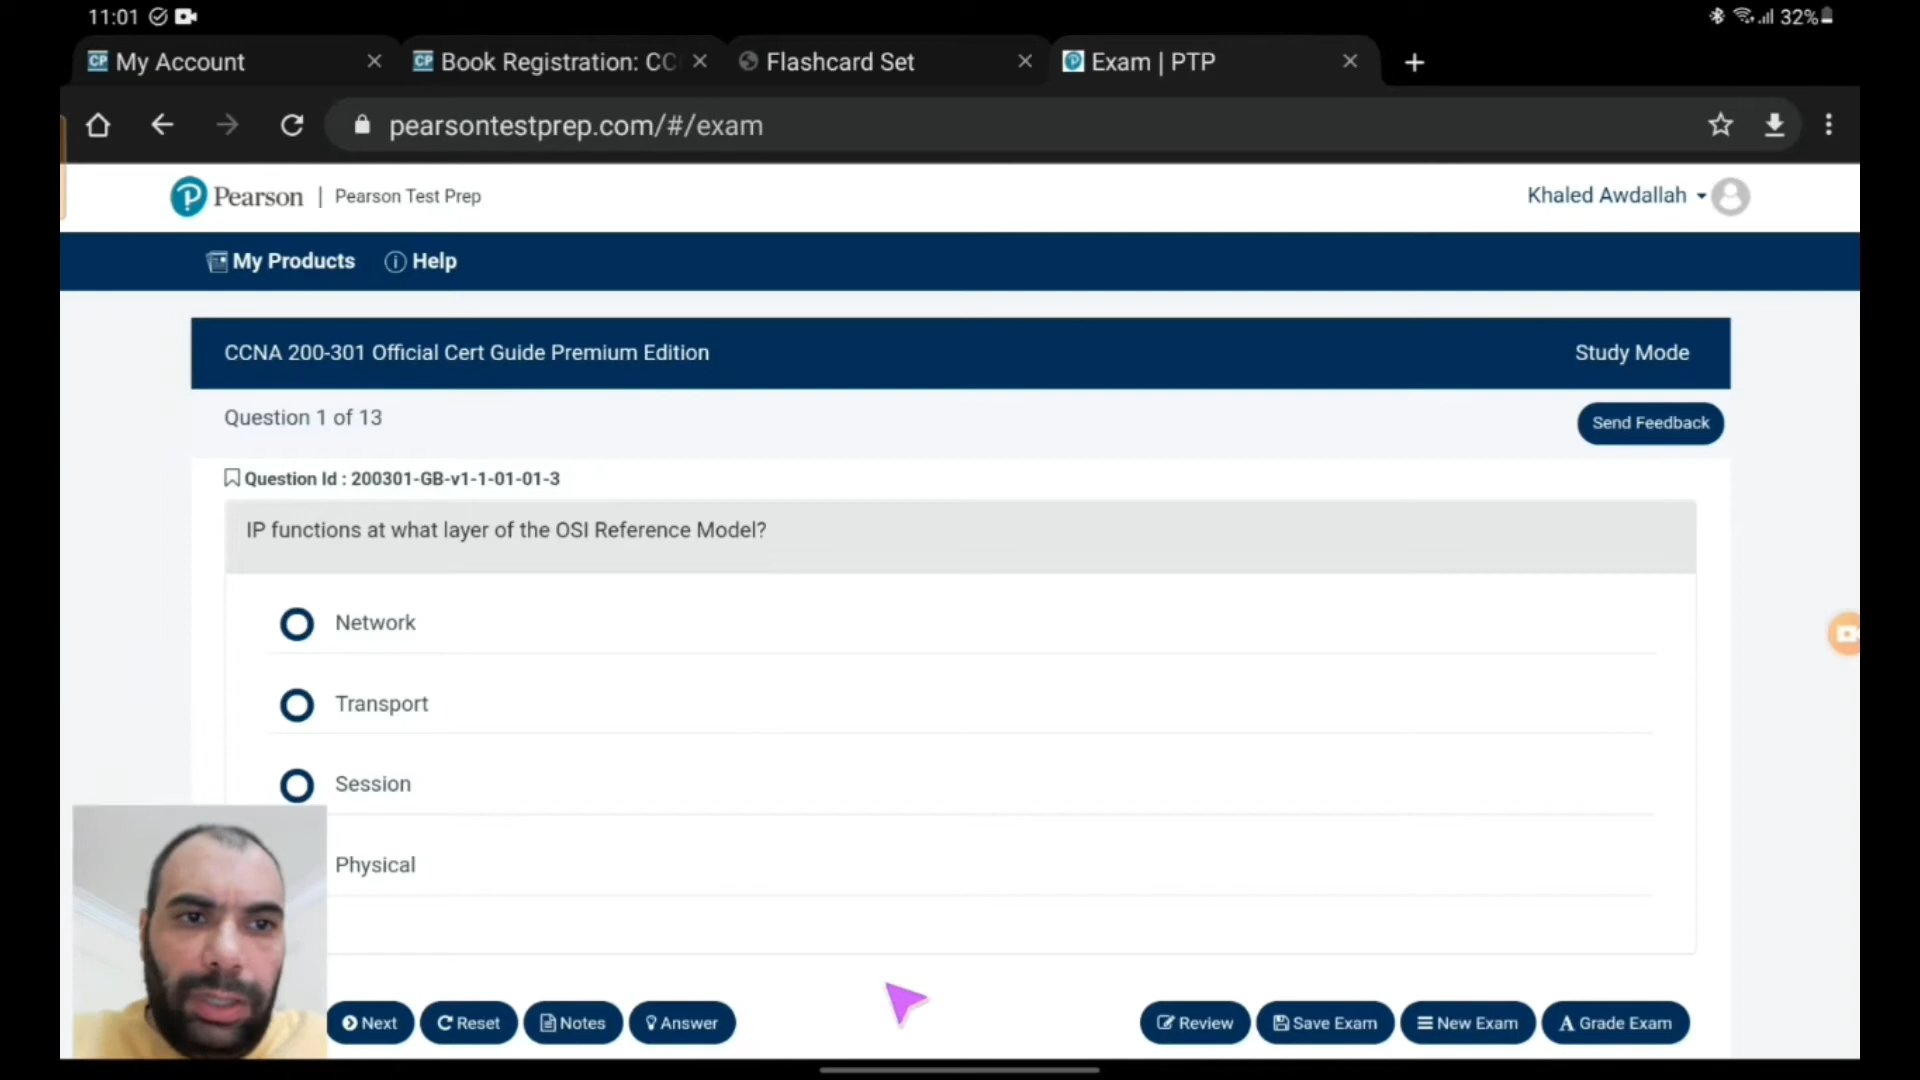 11:01
32%
My Account
Book Registration: CC
Flashcard Set
Exam | PTP
pearsontestprep.com/#/exam
Pearson | Pearson Test Prep
Khaled Awdallah
My Products
Help
CCNA 200-301 Official Cert Guide Premium Edition
Study Mode
Question 1 of 13
Send Feedback
Question Id : 200301-GB-v1-1-01-01-3
IP functions at what layer of the OSI Reference Model?
Network
Transport
Session
Physical
Next
Reset
Notes
Answer
Review
Save Exam
New Exam
Grade Exam